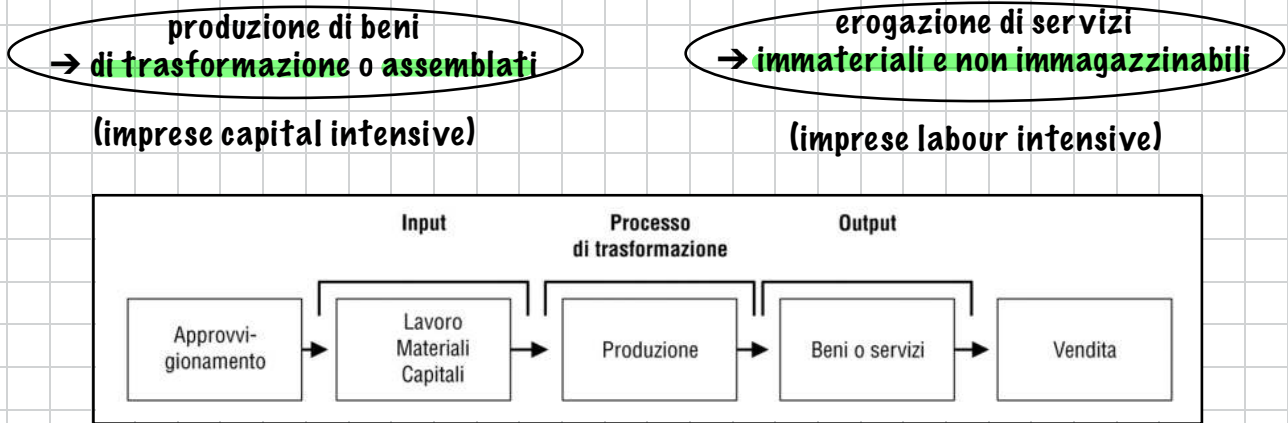 produzione di beni
→ di trasformazione o assemblati
(imprese capital intensive)
erogazione di servizi
→ immateriali e non immagazzinabili
(imprese labour intensive)
Input
Processo
di trasformazione
Output
Approvvi-
gionamento
Lavoro
Materiali
Capitali
Produzione
Beni o servizi
Vendita